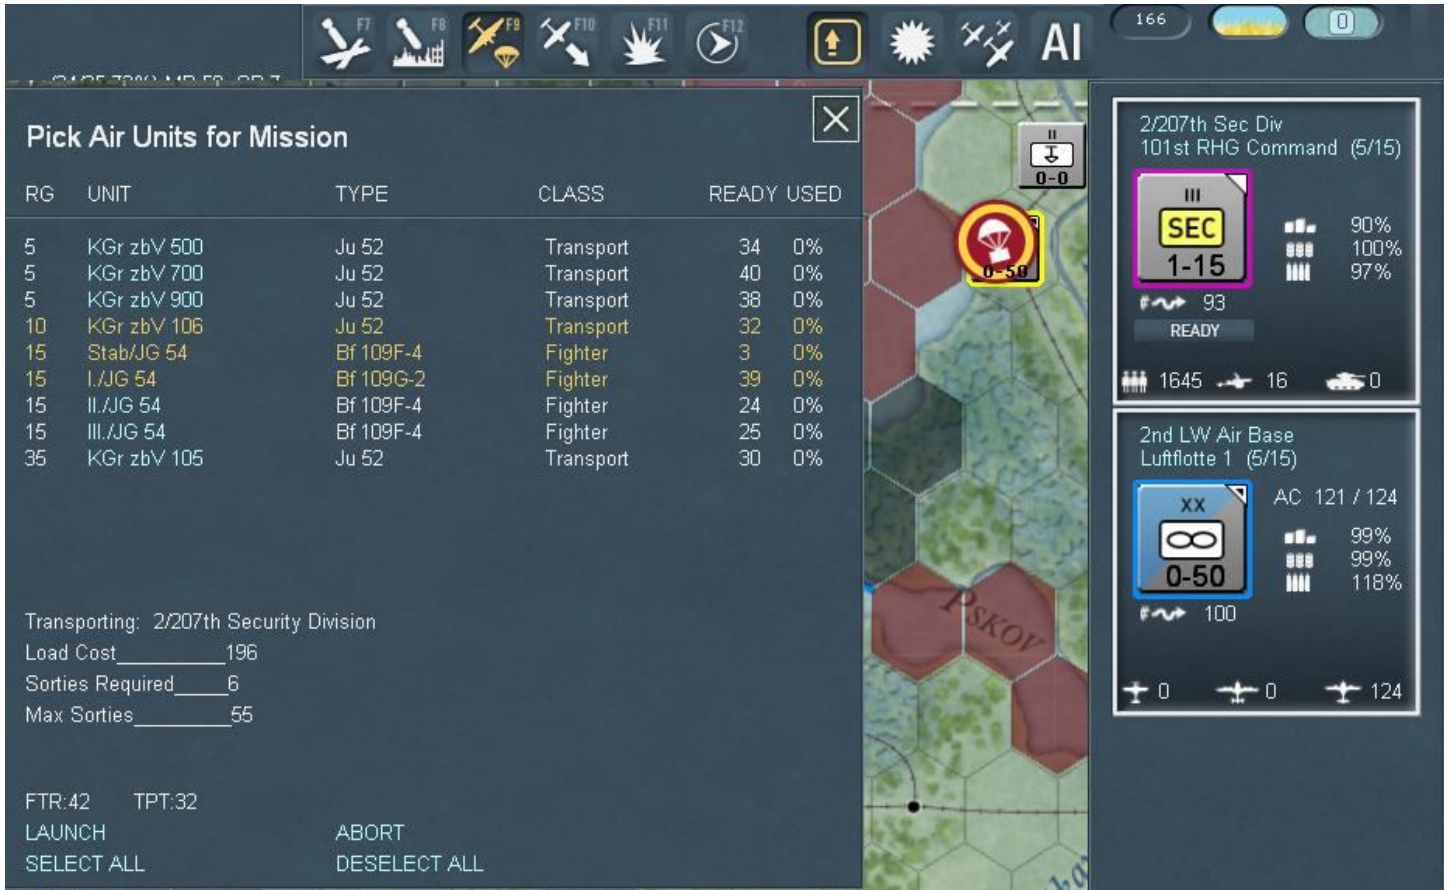 F7 F8 F9 F10 F11 F12 AI
166 0
Pick Air Units for Mission
RG UNIT TYPE CLASS READY USED
5 KGr zbV 500 Ju 52 Transport 34 0%
5 KGr zbV 700 Ju 52 Transport 40 0%
5 KGr zbV 900 Ju 52 Transport 38 0%
10 KGr zbV 106 Ju 52 Transport 32 0%
15 Stab/JG 54 Bf 109F-4 Fighter 3 0%
15 I./JG 54 Bf 109G-2 Fighter 39 0%
15 II./JG 54 Bf 109F-4 Fighter 24 0%
15 III./JG 54 Bf 109F-4 Fighter 25 0%
35 KGr zbV 105 Ju 52 Transport 30 0%
Transporting: 2/207th Security Division
Load Cost__________196
Sorties Required_____6
Max Sorties_________55
FTR:42 TPT:32
LAUNCH ABORT
SELECT ALL DESELECT ALL
II
0-0
0-50
PSKOV
2/207th Sec Div
101st RHG Command (5/15)
III
SEC
1-15
90%
100%
97%
93
READY
1645 16 0
2nd LW Air Base
Luftflotte 1 (5/15)
XX
0-50
AC 121 / 124
99%
99%
118%
100
0 0 124